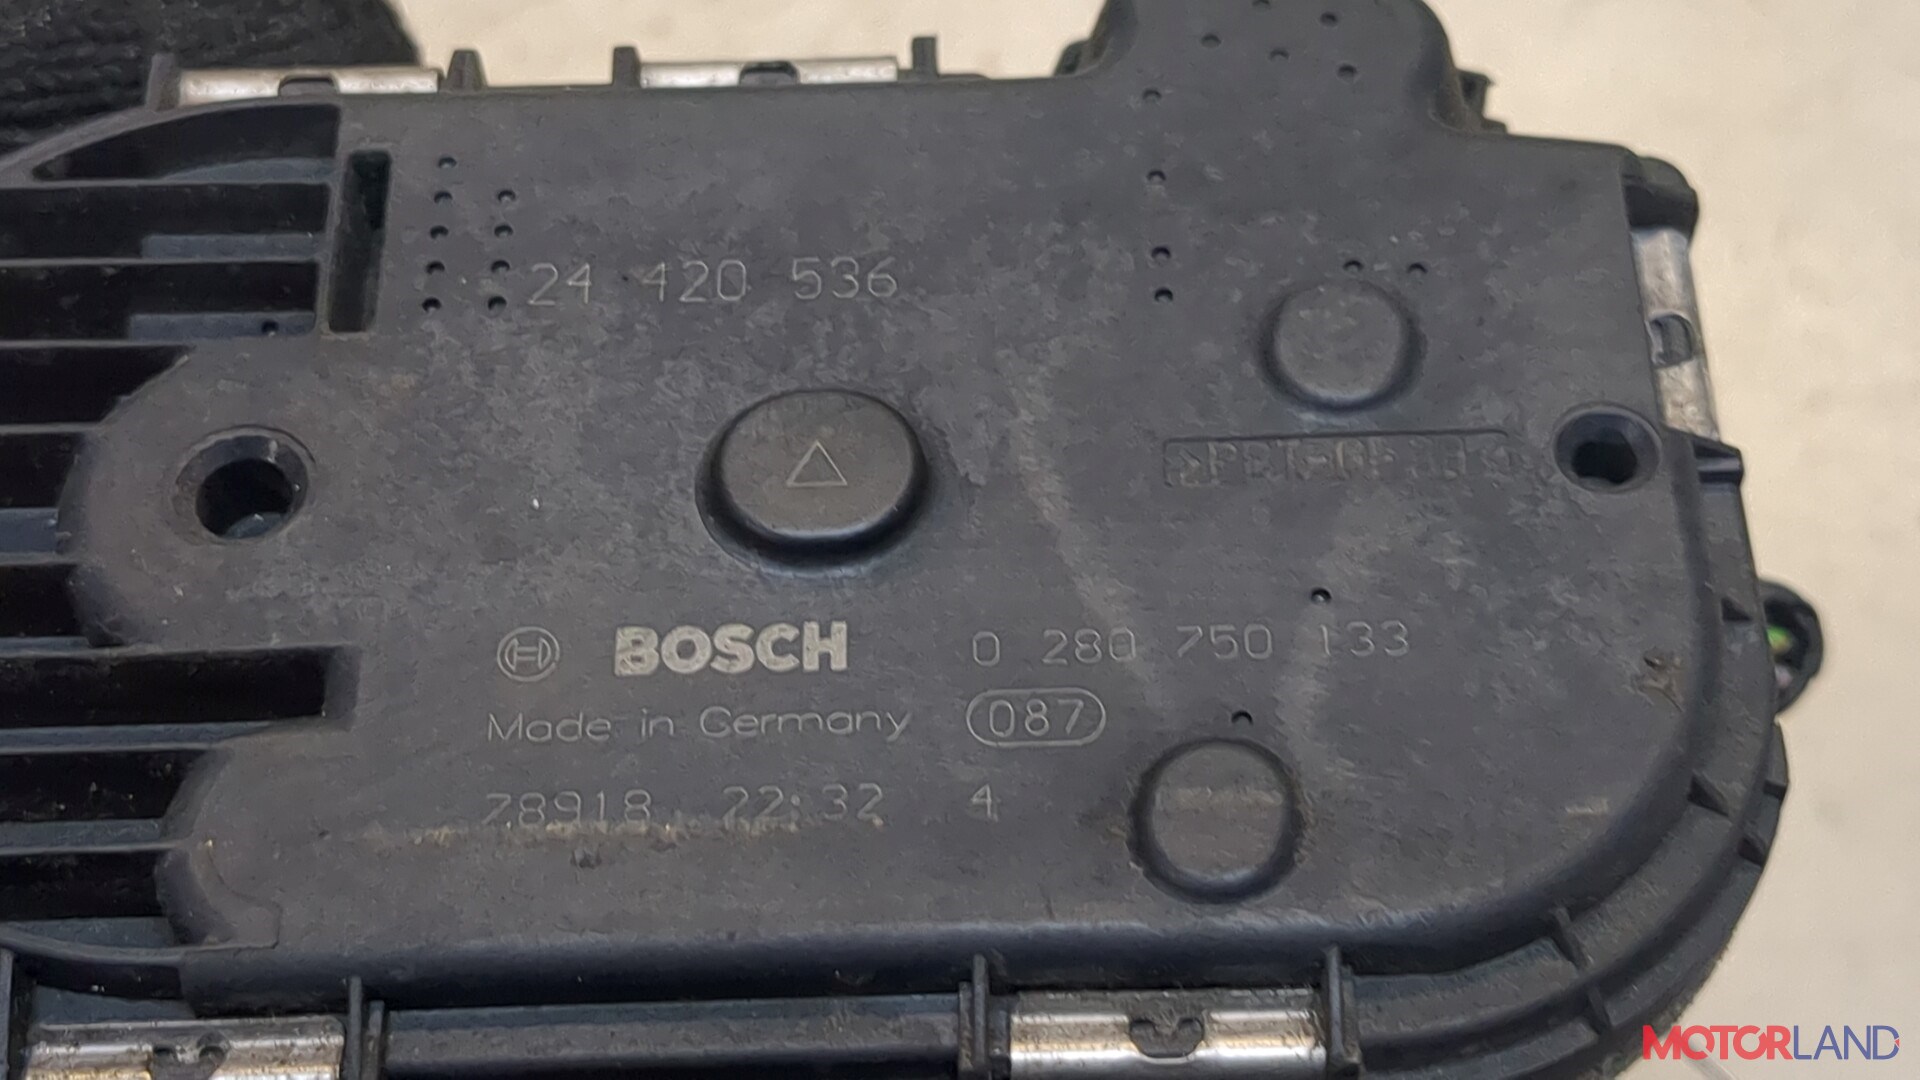 24 420 536
BOSCH 0 280 750 133
Made in Germany 087
78918 22:32 4
MOTORLAND